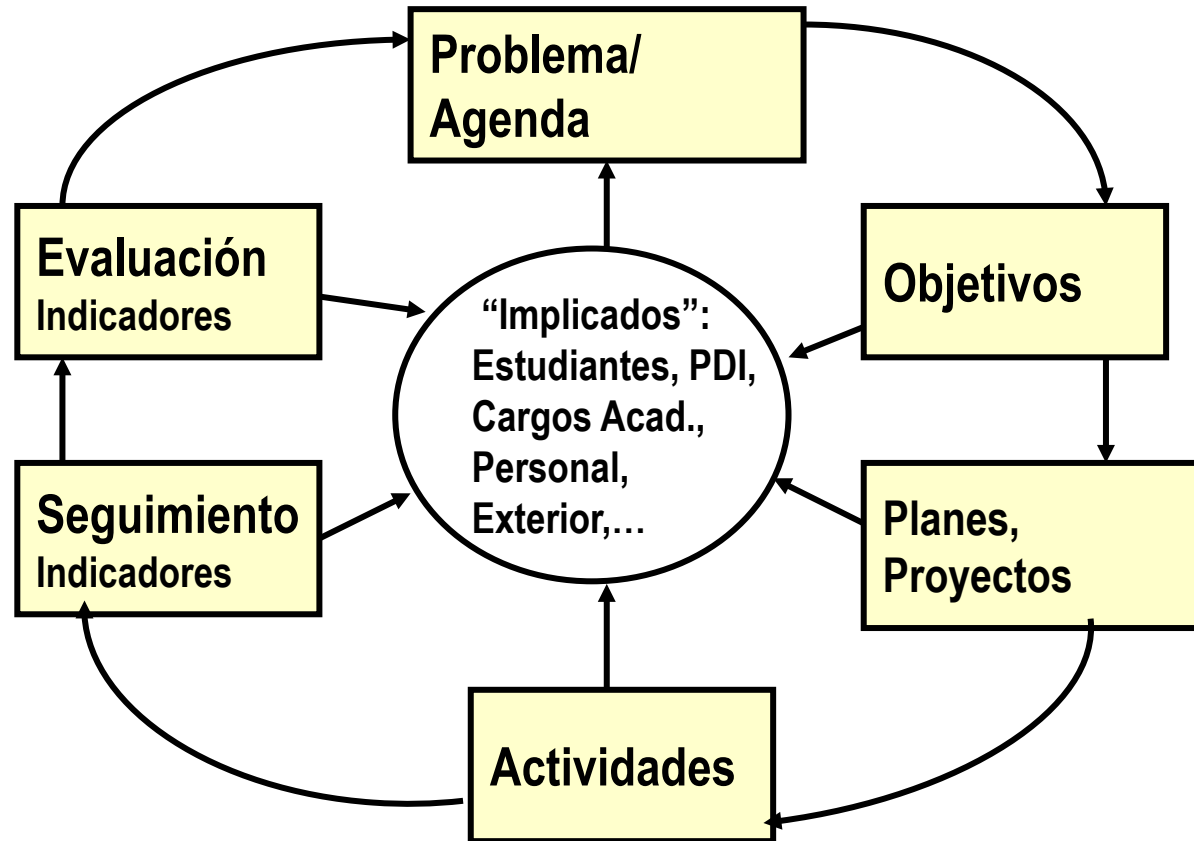 Problema/
Agenda
Evaluación
Indicadores
Objetivos
“Implicados”:
Estudiantes, PDI,
Cargos Acad.,
Personal,
Exterior,…
Seguimiento
Indicadores
Planes,
Proyectos
Actividades